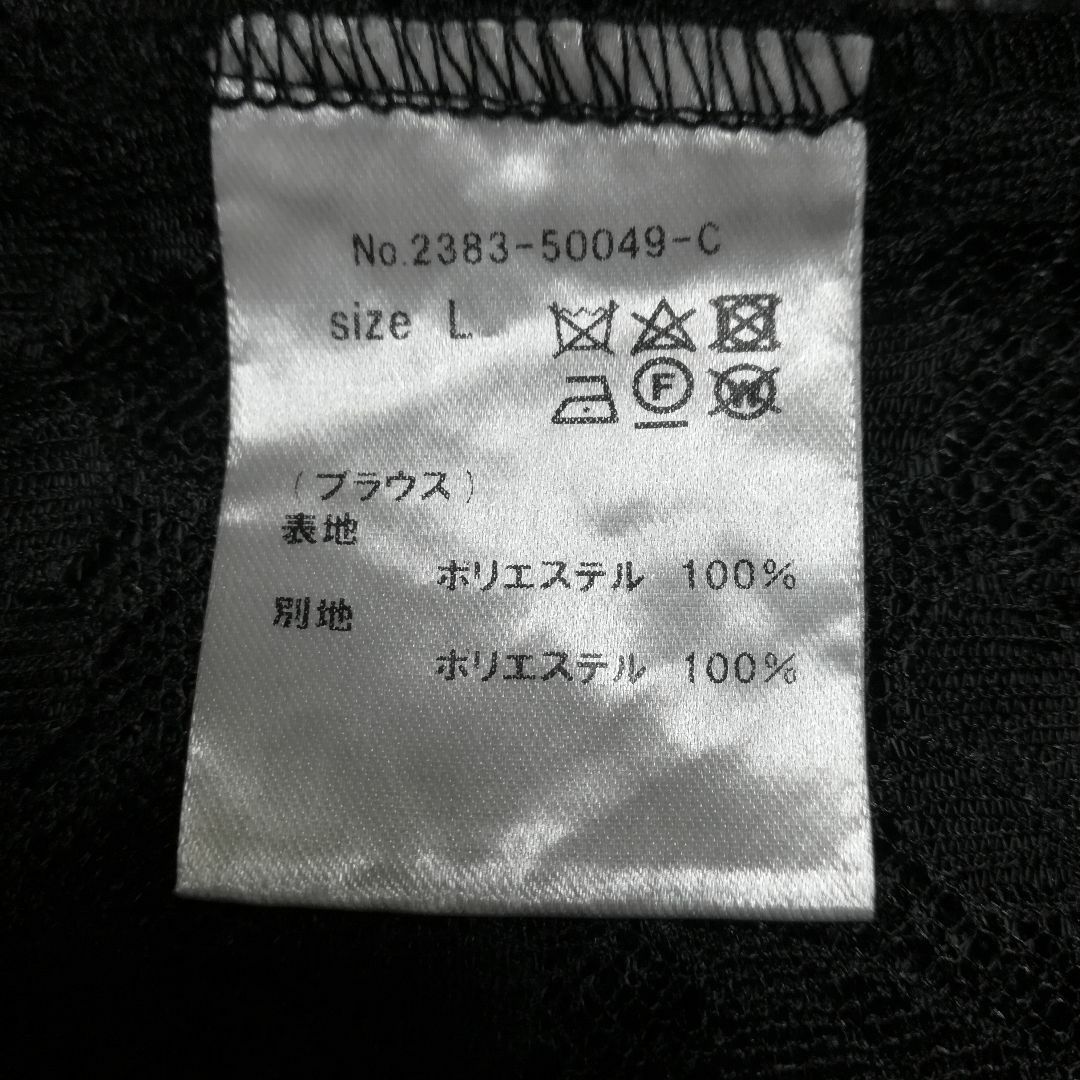 No.2383-50049-C
size L
F
W
(ブラウス)
表地
ポリエステル 100%
別地
ポリエステル 100%